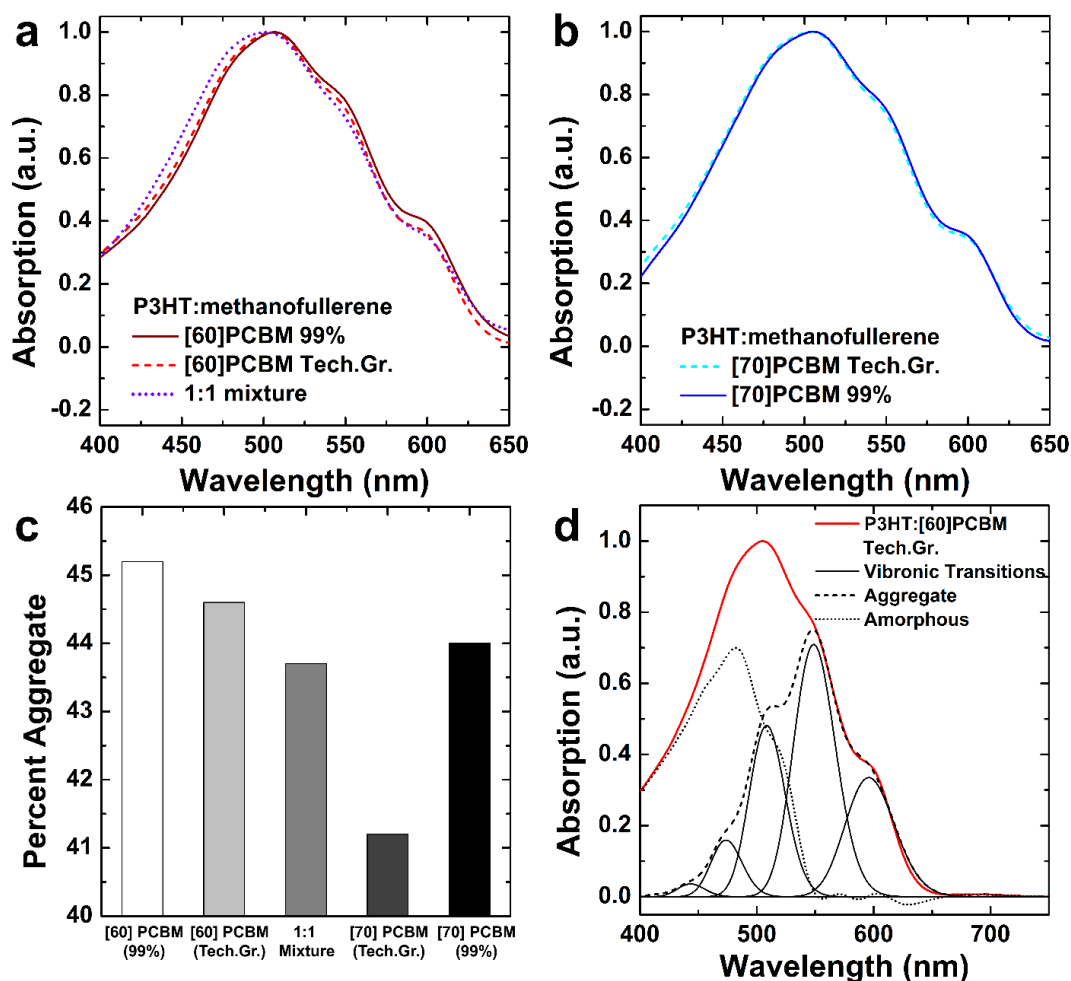 a
1.0
0.8
0.6
0.4
0.2
0.0
-0.2
Absorption (a.u.)
P3HT:methanofullerene
[60]PCBM 99%
[60]PCBM Tech.Gr.
1:1 mixture
400 450 500 550 600 650
Wavelength (nm)
b
1.0
0.8
0.6
0.4
0.2
0.0
-0.2
Absorption (a.u.)
P3HT:methanofullerene
[70]PCBM Tech.Gr.
[70]PCBM 99%
400 450 500 550 600 650
Wavelength (nm)
c
46
45
44
43
42
41
40
Percent Aggregate
[60] PCBM
(99%)
[60] PCBM
(Tech.Gr.)
1:1
Mixture
[70] PCBM
(Tech.Gr.)
[70] PCBM
(99%)
d
1.0
0.8
0.6
0.4
0.2
0.0
Absorption (a.u.)
P3HT:[60]PCBM
Tech.Gr.
Vibronic Transitions
Aggregate
Amorphous
400 500 600 700
Wavelength (nm)